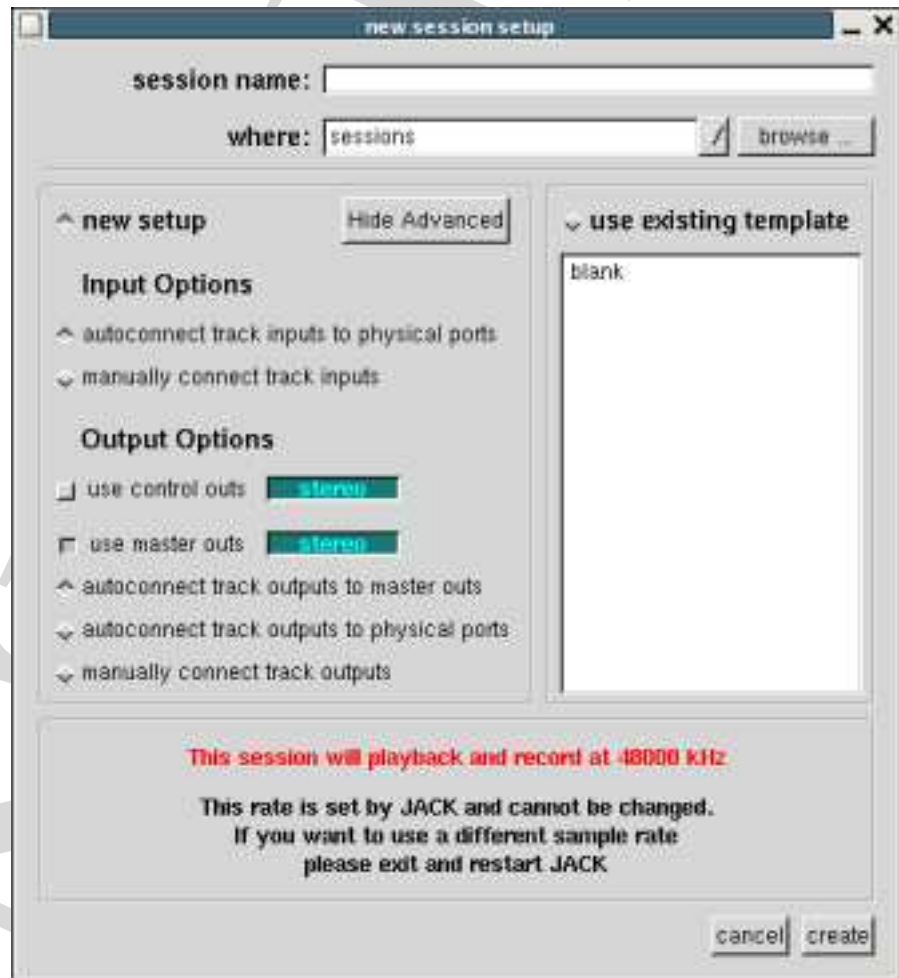 new session setup
session name:
where: sessions / browse ...
new setup Hide Advanced
Input Options
autoconnect track inputs to physical ports
manually connect track inputs
Output Options
use control outs stereo
use master outs stereo
autoconnect track outputs to master outs
autoconnect track outputs to physical ports
manually connect track outputs
use existing template
blank
This session will playback and record at 48000 kHz
This rate is set by JACK and cannot be changed.
If you want to use a different sample rate
please exit and restart JACK
cancel create